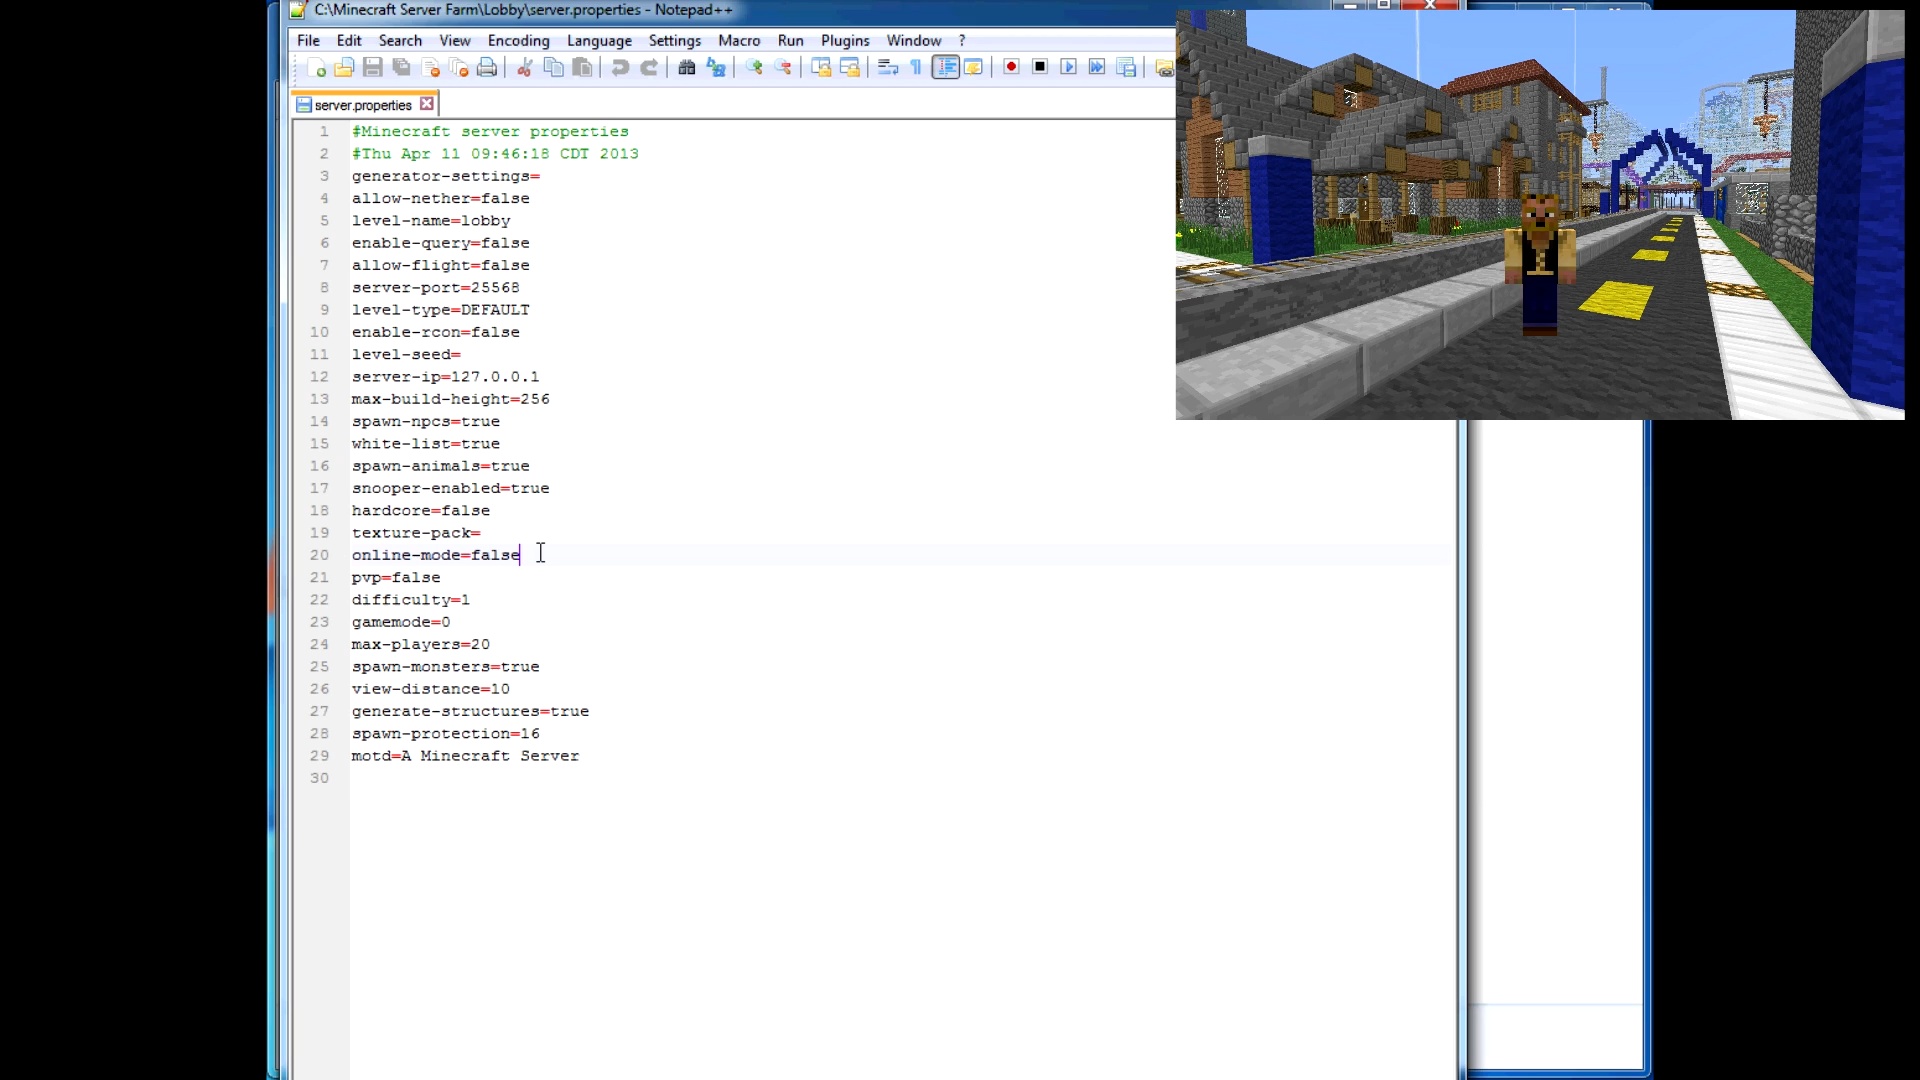 C:\Minecraft Server Farm\Lobby\server.properties - Notepad++
File Edit Search View Encoding Language Settings Macro Run Plugins Window ?
server.properties
1 #Minecraft server properties
2 #Thu Apr 11 09:46:18 CDT 2013
3 generator-settings=
4 allow-nether=false
5 level-name=lobby
6 enable-query=false
7 allow-flight=false
8 server-port=25568
9 level-type=DEFAULT
10 enable-rcon=false
11 level-seed=
12 server-ip=127.0.0.1
13 max-build-height=256
14 spawn-npcs=true
15 white-list=true
16 spawn-animals=true
17 snooper-enabled=true
18 hardcore=false
19 texture-pack=
20 online-mode=false
21 pvp=false
22 difficulty=1
23 gamemode=0
24 max-players=20
25 spawn-monsters=true
26 view-distance=10
27 generate-structures=true
28 spawn-protection=16
29 motd=A Minecraft Server
30